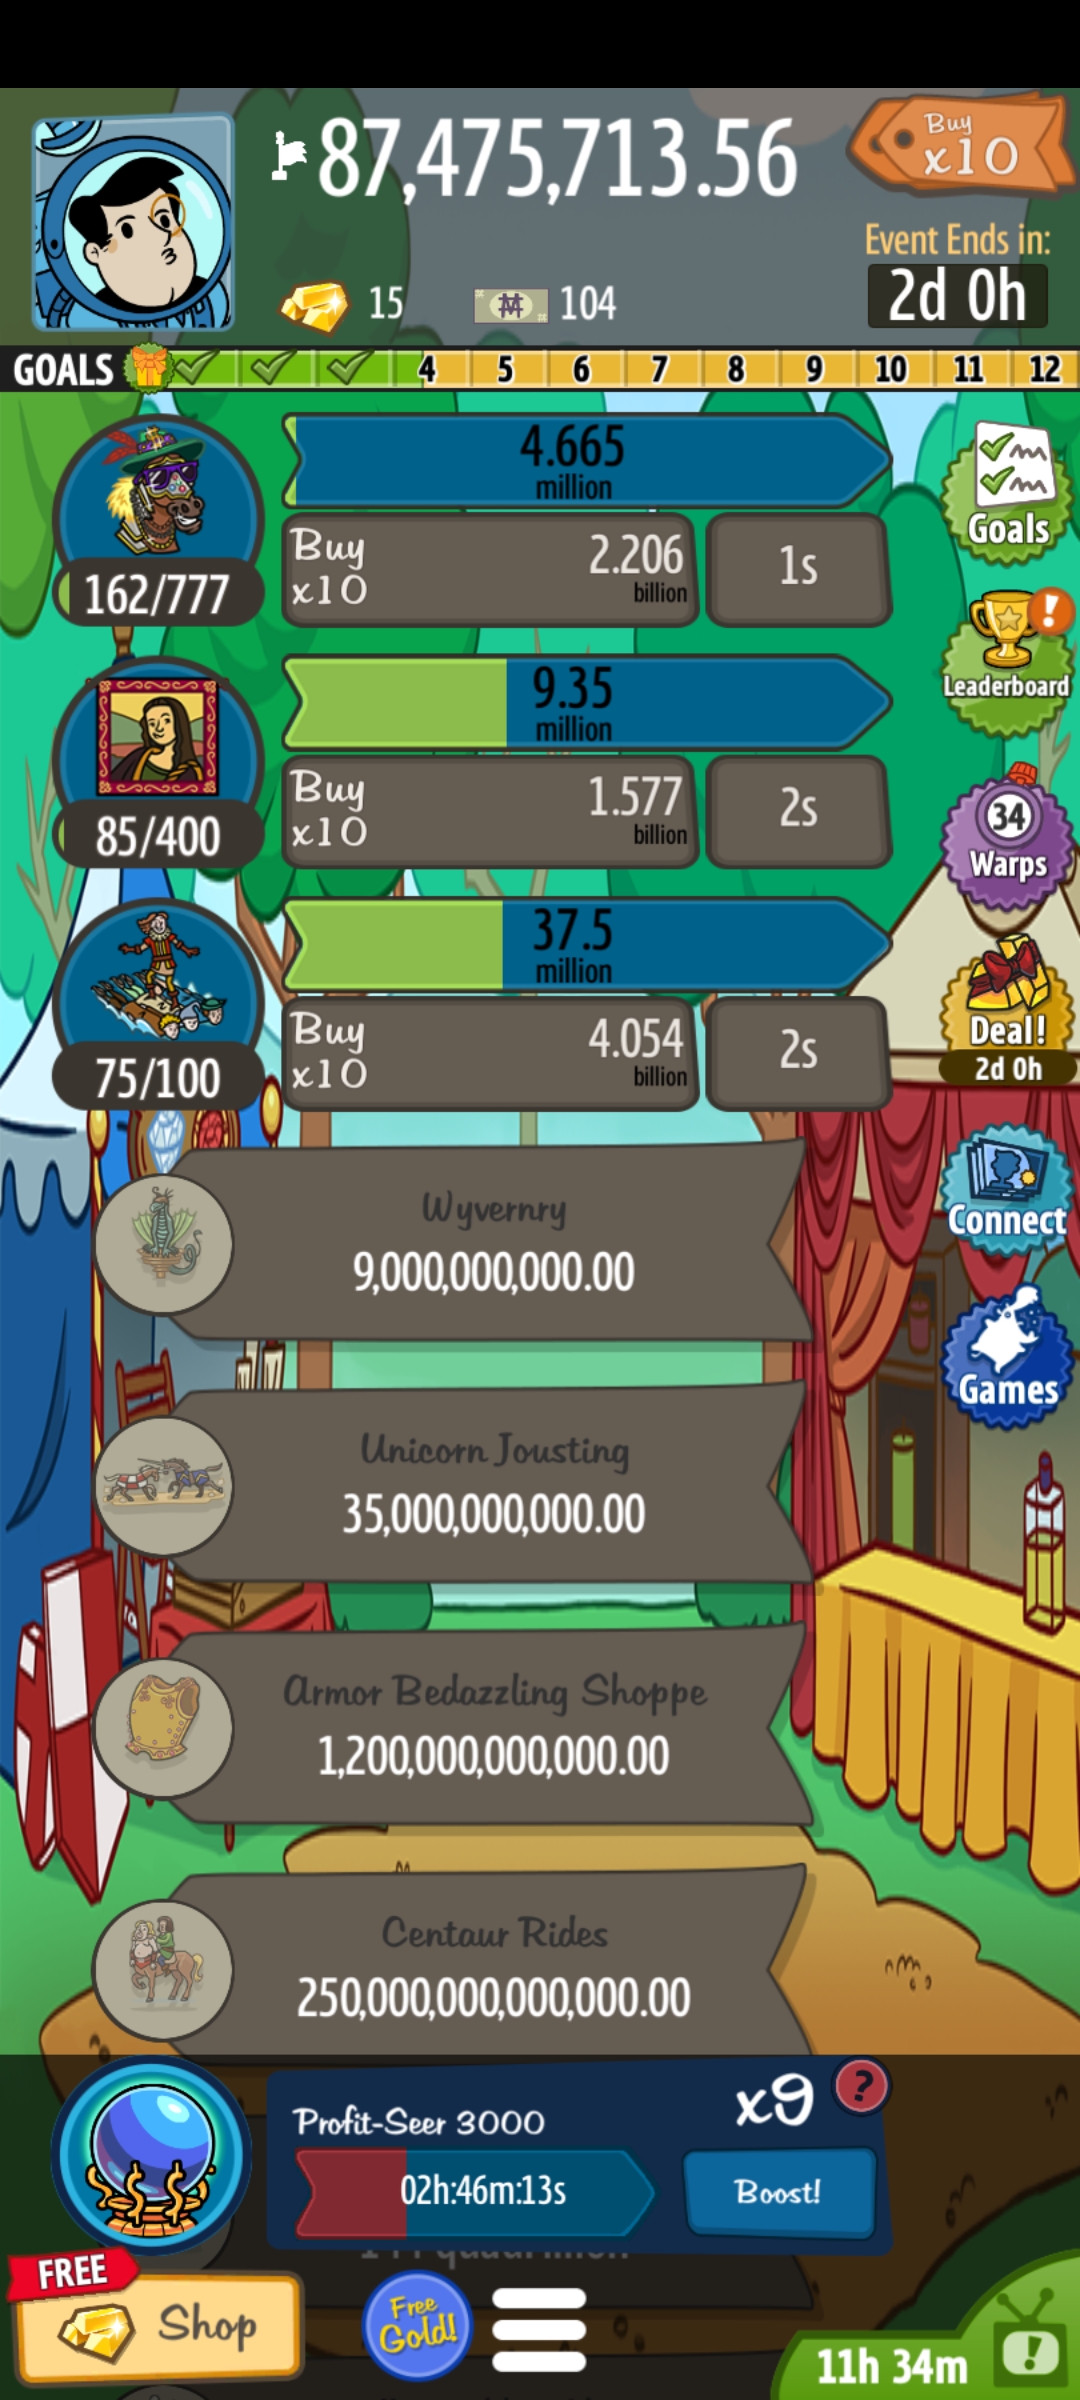 87,475,713.56
Buy
x10
Event Ends in:
2d 0h
15
104
GOALS
4 5 6 7 8 9 10 11 12
4.665
million
Buy
x10
2.206
billion
1s
162/777
Goals
9.35
million
Leaderboard
Buy
x10
1.577
billion
2s
85/400
34
Warps
37.5
million
Buy
x10
4.054
billion
2s
75/100
Deal!
2d 0h
Wyvernry
9,000,000,000.00
Connect
Unicorn Jousting
35,000,000,000.00
Games
Armor Bedazzling Shoppe
1,200,000,000,000.00
Centaur Rides
250,000,000,000,000.00
Profit-Seer 3000
x9
?
02h:46m:13s
Boost!
FREE
Shop
Free
Gold!
11h 34m